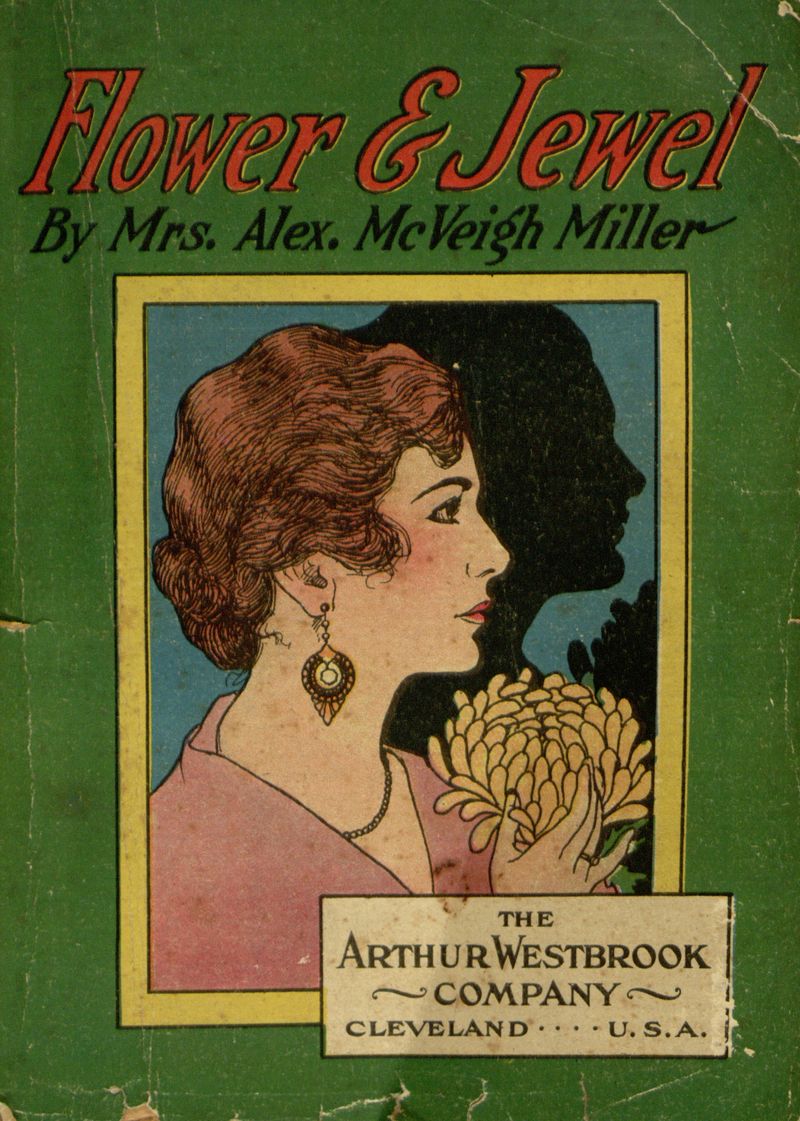 Flower & Jewel
By Mrs. Alex. McVeigh Miller
THE
ARTHUR WESTBROOK
~ COMPANY ~
CLEVELAND ···· U.S.A.